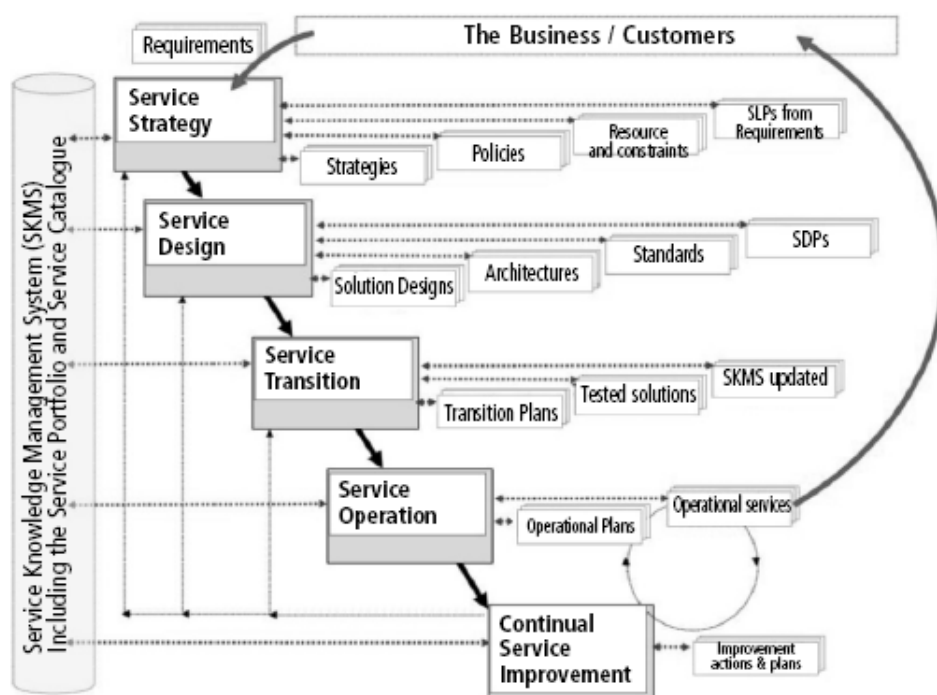 Requirements
The Business / Customers
Service Knowledge Management System (SKMS)
Including the Service Portfolio and Service Catalogue
Service
Strategy
SLPs from
Requirements
Resource
and constraints
Policies
Strategies
Service
Design
SDPs
Standards
Architectures
Solution Designs
Service
Transition
SKMS updated
Tested solutions
Transition Plans
Service
Operation
Operational services
Operational Plans
Continual
Service
Improvement
Improvement
actions & plans